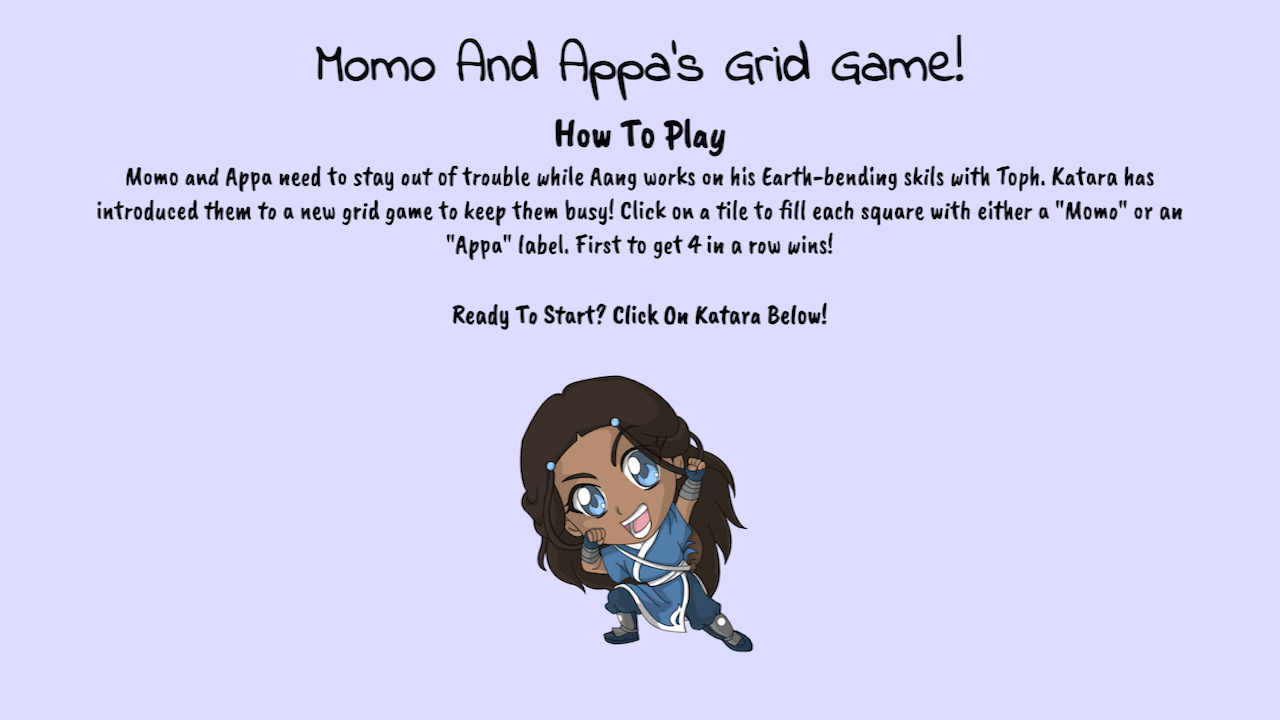 Momo And Appa's Grid Game!
How To Play
Momo and Appa need to stay out of trouble while Aang works on his Earth-bending skils with Toph. Katara has
introduced them to a new grid game to keep them busy! Click on a tile to fill each square with either a "Momo" or an
"Appa" label. First to get 4 in a row wins!
Ready To Start? Click On Katara Below!